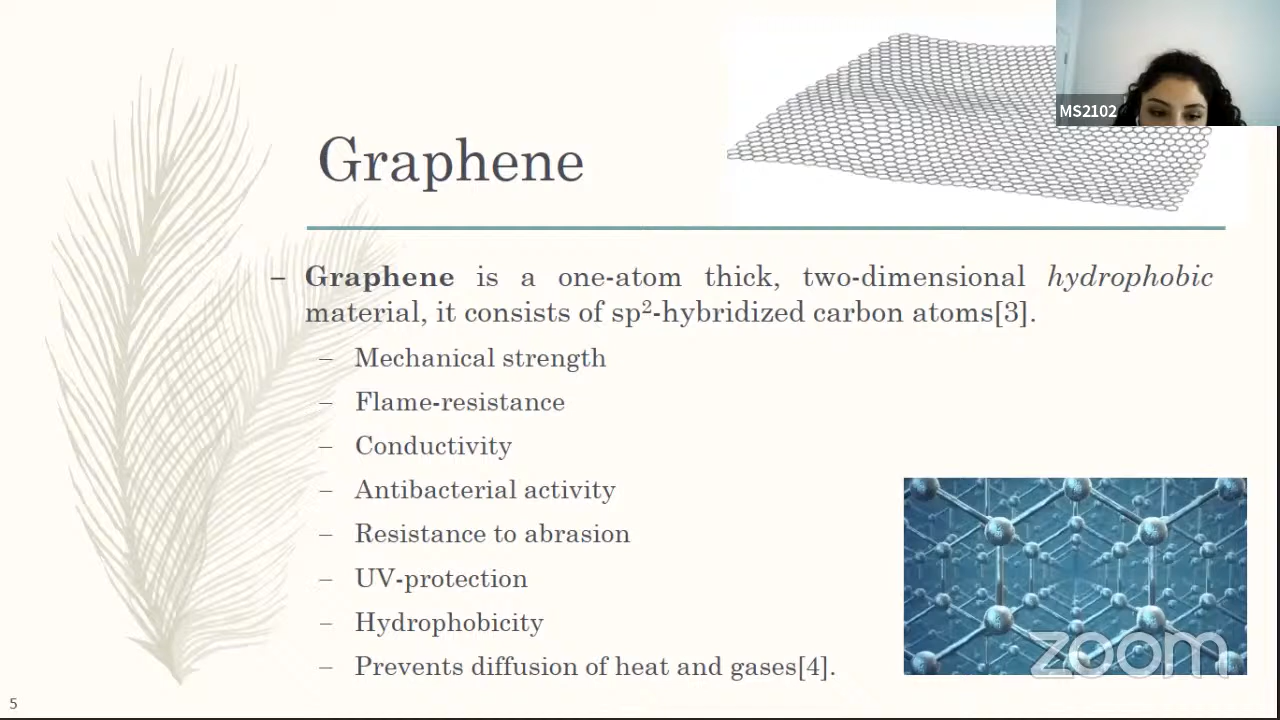 MS2102
Graphene
– Graphene is a one-atom thick, two-dimensional hydrophobic
material, it consists of sp²-hybridized carbon atoms[3].
– Mechanical strength
– Flame-resistance
– Conductivity
– Antibacterial activity
– Resistance to abrasion
– UV-protection
– Hydrophobicity
– Prevents diffusion of heat and gases[4].
zoom
5